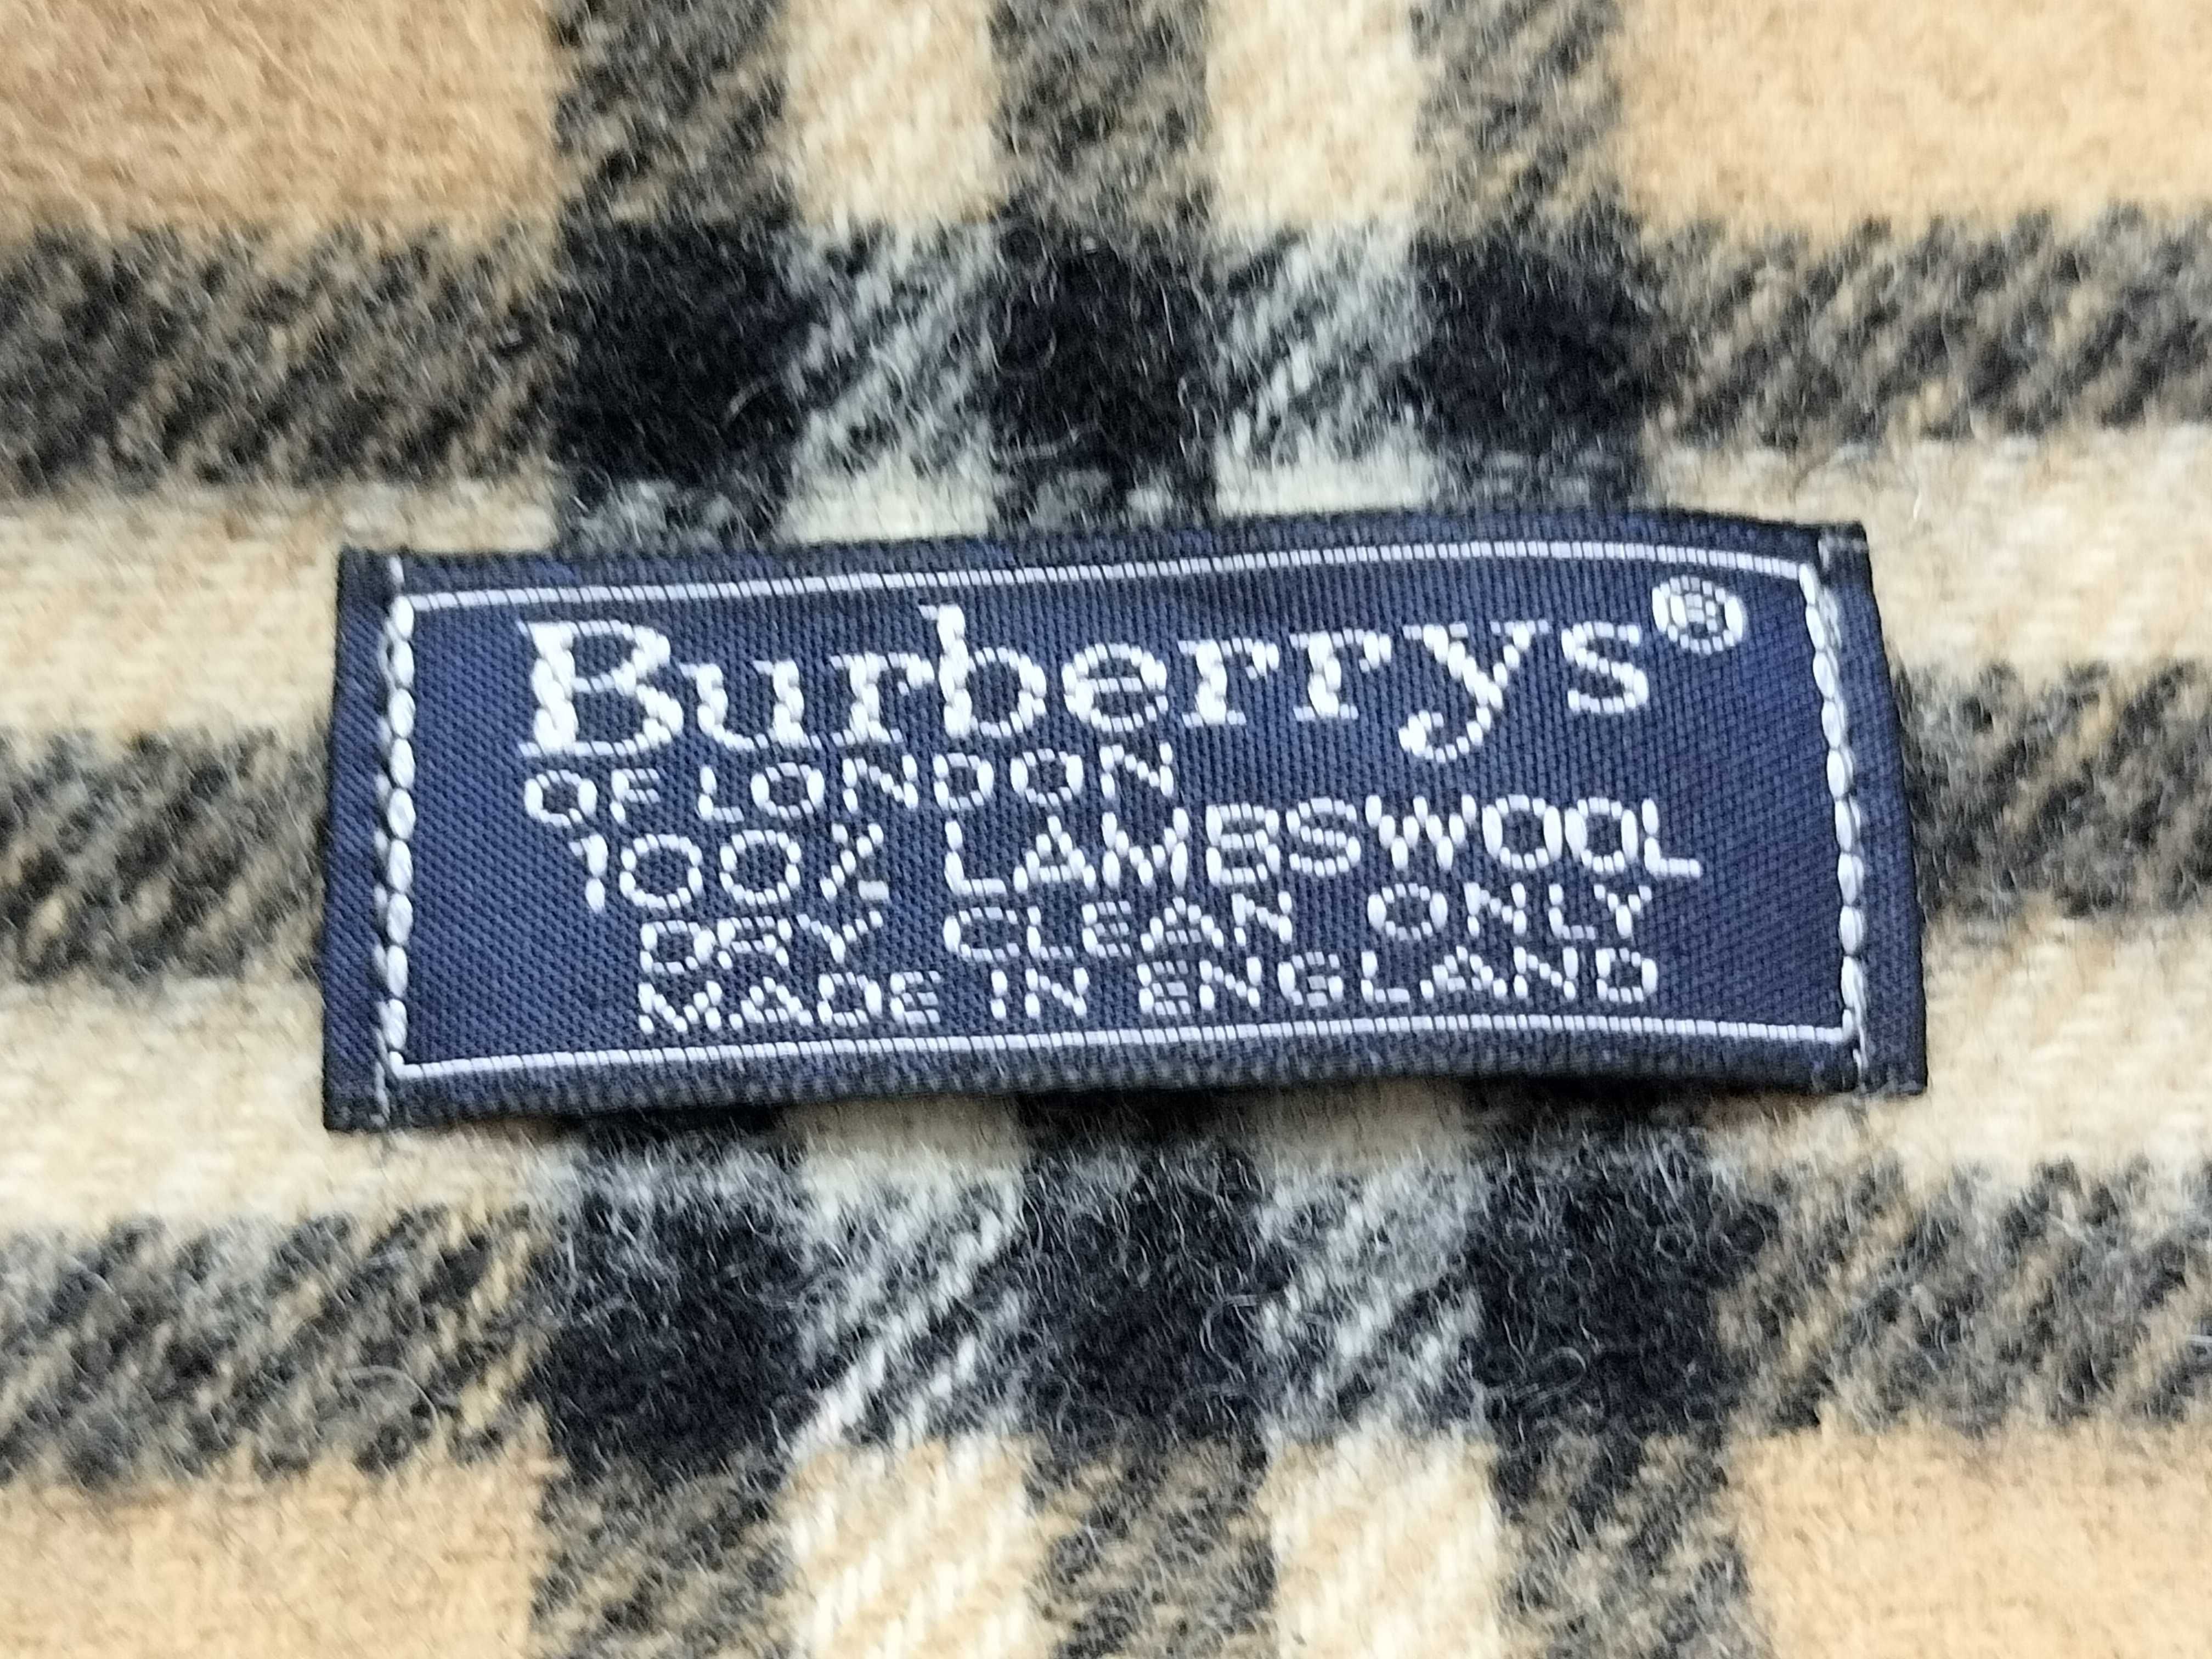 Burberrys®
OF LONDON
100% LAMBSWOOL
DRY CLEAN ONLY
MADE IN ENGLAND